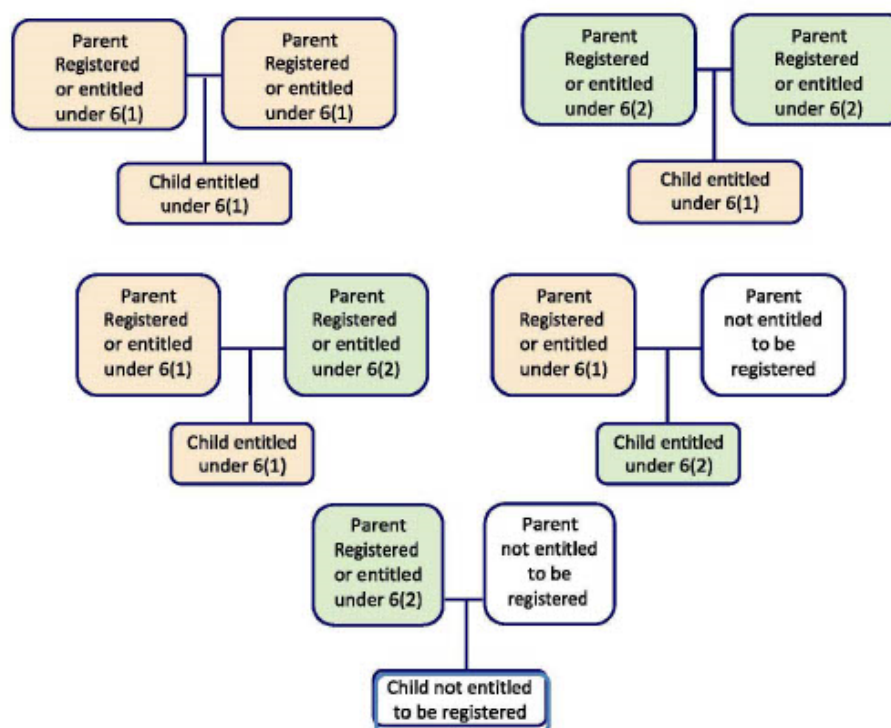 Parent
Registered
or entitled
under 6(1)
Parent
Registered
or entitled
under 6(1)
Child entitled
under 6(1)
Parent
Registered
or entitled
under 6(2)
Parent
Registered
or entitled
under 6(2)
Child entitled
under 6(1)
Parent
Registered
or entitled
under 6(1)
Parent
Registered
or entitled
under 6(2)
Child entitled
under 6(1)
Parent
Registered
or entitled
under 6(1)
Parent
not entitled
to be
registered
Child entitled
under 6(2)
Parent
Registered
or entitled
under 6(2)
Parent
not entitled
to be
registered
Child not entitled
to be registered